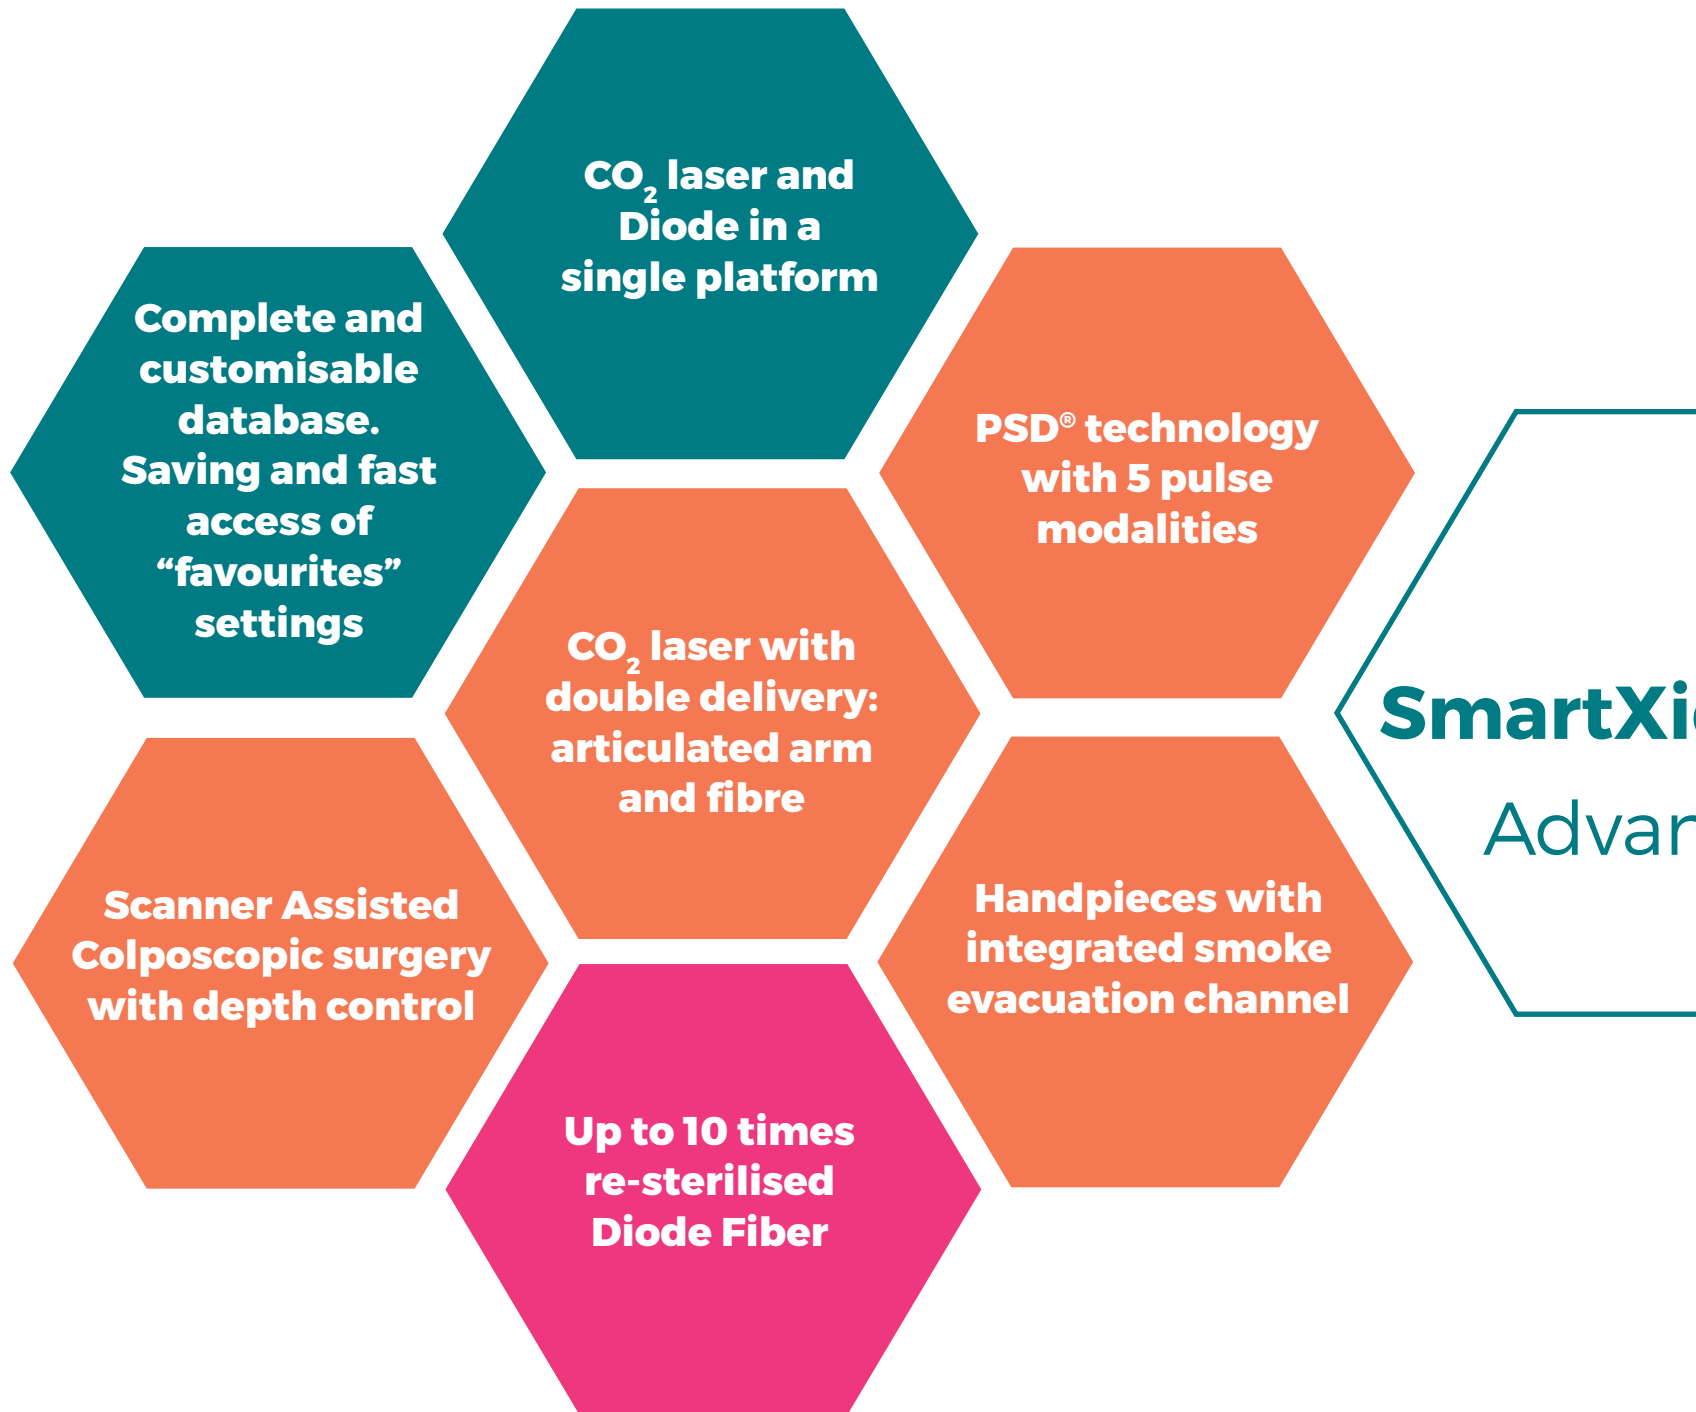 CO₂ laser and
Diode in a
single platform
Complete and
customisable
database.
Saving and fast
access of
“favourites”
settings
PSD® technology
with 5 pulse
modalities
CO₂ laser with
double delivery:
articulated arm
and fibre
Scanner Assisted
Colposcopic surgery
with depth control
Handpieces with
integrated smoke
evacuation channel
Up to 10 times
re-sterilised
Diode Fiber